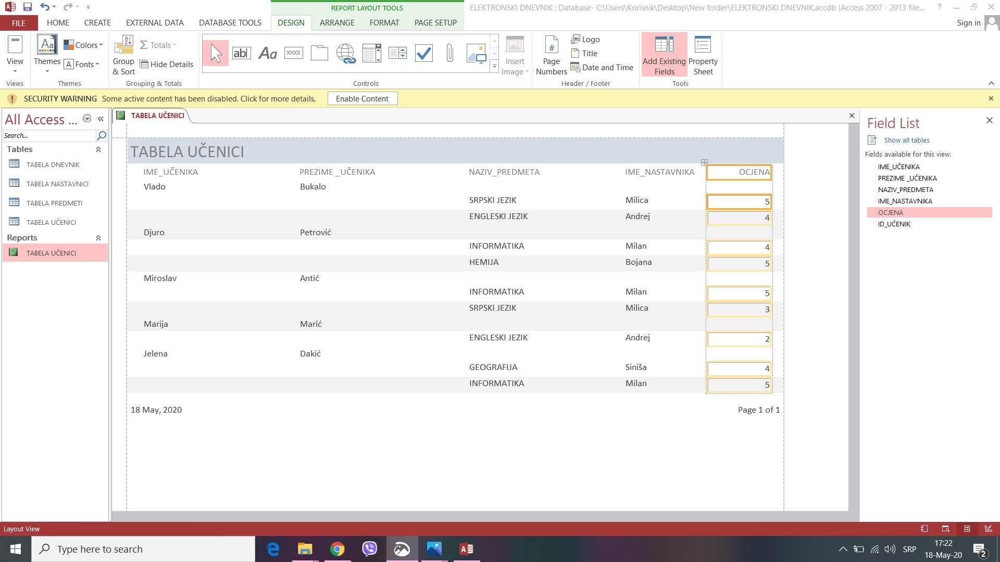 REPORT LAYOUT TOOLS
ELEKTRONSKI DNEVNIK : Database- C:\Users\Korisnik\Desktop\New folder\ELEKTRONSKI DNEVNIK.accdb (Access 2007 - 2013 file...
FILE HOME CREATE EXTERNAL DATA DATABASE TOOLS DESIGN ARRANGE FORMAT PAGE SETUP Sign in
View
Themes
Colors
Fonts
Group & Sort
Totals
Hide Details
Insert Image
Page Numbers
Logo
Title
Date and Time
Add Existing Fields
Property Sheet
Views Themes Grouping & Totals Controls Header / Footer Tools
SECURITY WARNING Some active content has been disabled. Click for more details. Enable Content
All Access ...
Search...
Tables
TABELA DNEVNIK
TABELA NASTAVNICI
TABELA PREDMETI
TABELA UČENICI
Reports
TABELA UČENICI
TABELA UČENICI
TABELA UČENICI
IME_UČENIKA PREZIME _UČENIKA NAZIV_PREDMETA IME_NASTAVNIKA OCJENA
Vlado Bukalo
SRPSKI JEZIK Milica 5
ENGLESKI JEZIK Andrej 4
Djuro Petrović
INFORMATIKA Milan 4
HEMIJA Bojana 5
Miroslav Antić
INFORMATIKA Milan 5
SRPSKI JEZIK Milica 3
Marija Marić
ENGLESKI JEZIK Andrej 2
Jelena Dakić
GEOGRAFIJA Siniša 4
INFORMATIKA Milan 5
18 May, 2020 Page 1 of 1
Field List
Show all tables
Fields available for this view:
IME_UČENIKA
PREZIME _UČENIKA
NAZIV_PREDMETA
IME_NASTAVNIKA
OCJENA
ID_UČENIK
Layout View
Type here to search
SRP
17:22
18-May-20
2